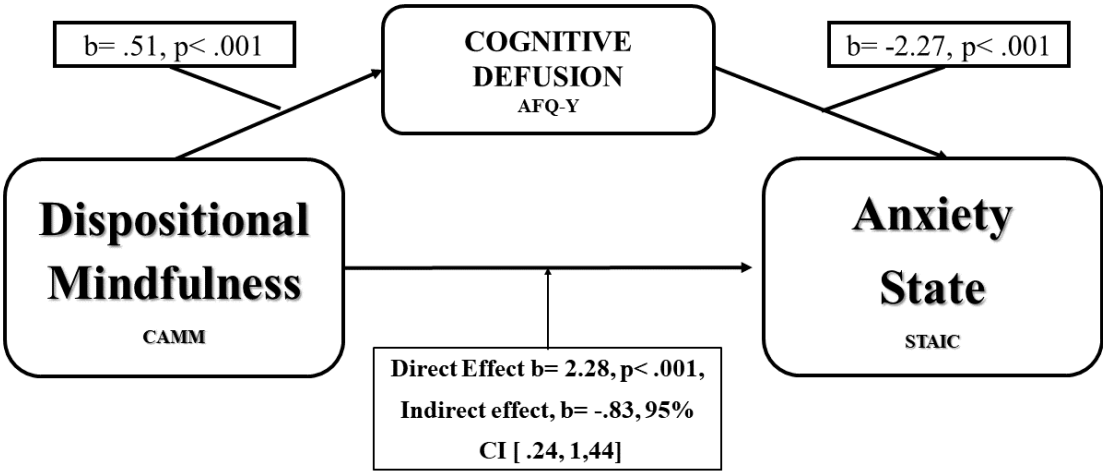 b= .51, p< .001
COGNITIVE
DEFUSION
AFQ-Y
b= -2.27, p< .001
Dispositional
Mindfulness
CAMM
Anxiety
State
STAIC
Direct Effect b= 2.28, p< .001,
Indirect effect, b= -.83, 95%
CI [ .24, 1,44]